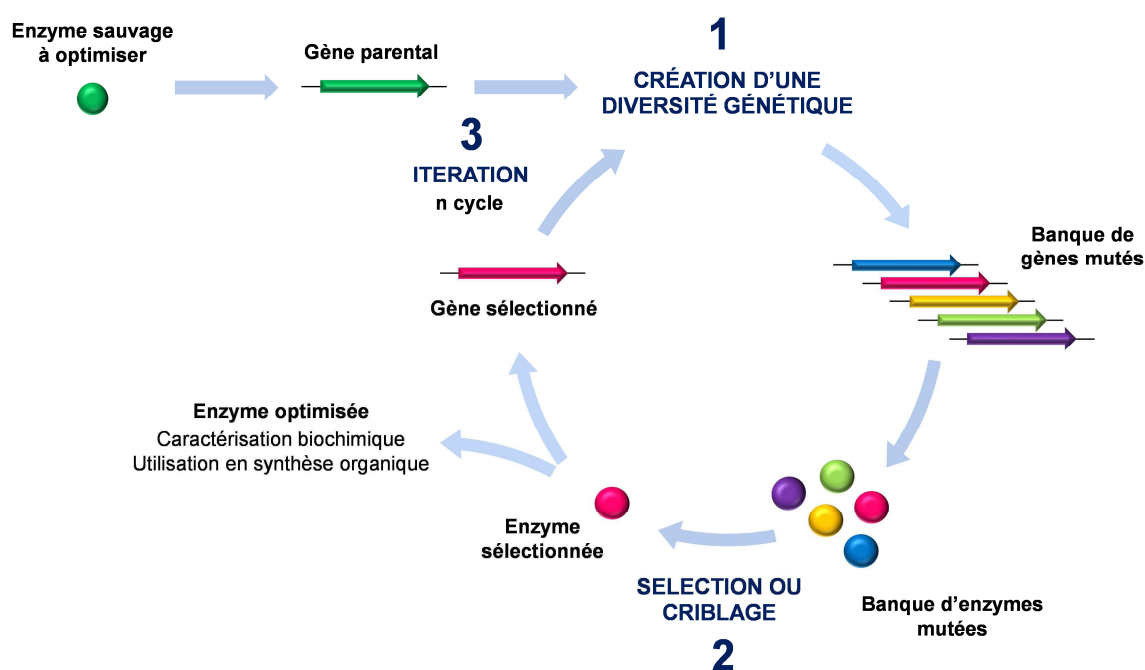 Enzyme sauvage
à optimiser
Gène parental
1
CRÉATION D'UNE
DIVERSITÉ GÉNÉTIQUE
3
ITERATION
n cycle
Gène sélectionné
Banque de
gènes mutés
Enzyme optimisée
Caractérisation biochimique
Utilisation en synthèse organique
Enzyme
sélectionnée
SELECTION OU
CRIBLAGE
2
Banque d'enzymes
mutées